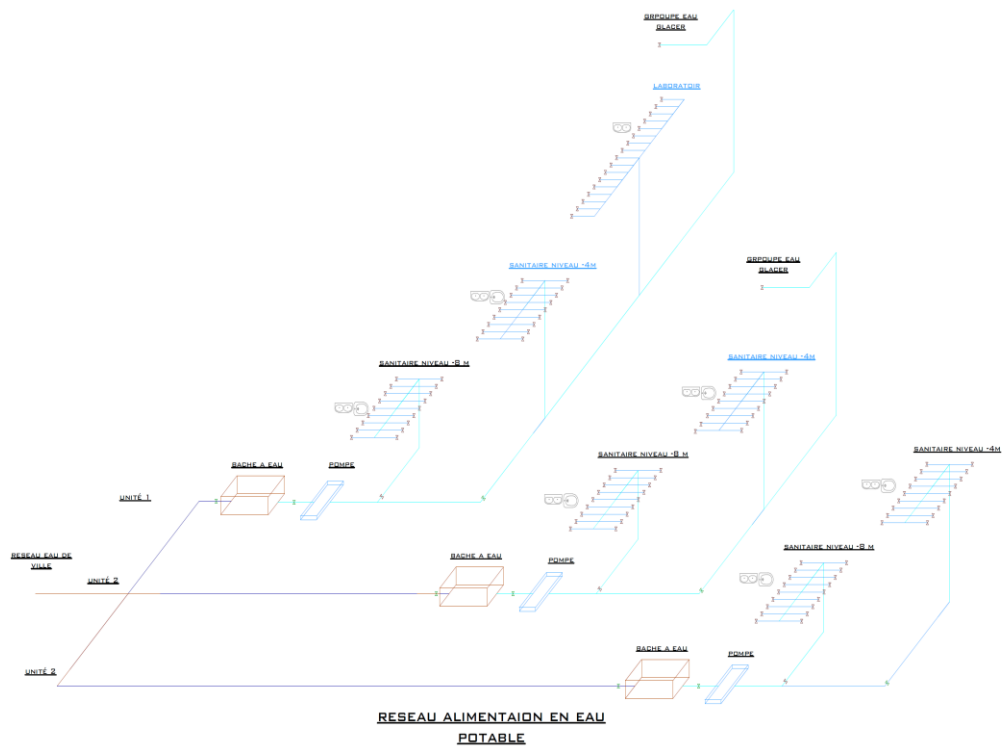 GRPOUPE EAU
GLACER
LABORATOIR
SANITAIRE NIVEAU -4M
GRPOUPE EAU
GLACER
SANITAIRE NIVEAU -8 M
SANITAIRE NIVEAU -4M
SANITAIRE NIVEAU -8 M
SANITAIRE NIVEAU -4M
BACHE A EAU
POMPE
UNITÉ 1
RESEAU EAU DE
VILLE
UNITÉ 2
BACHE A EAU
POMPE
SANITAIRE NIVEAU -8 M
UNITÉ 2
BACHE A EAU
POMPE
RESEAU ALIMENTAION EN EAU
POTABLE